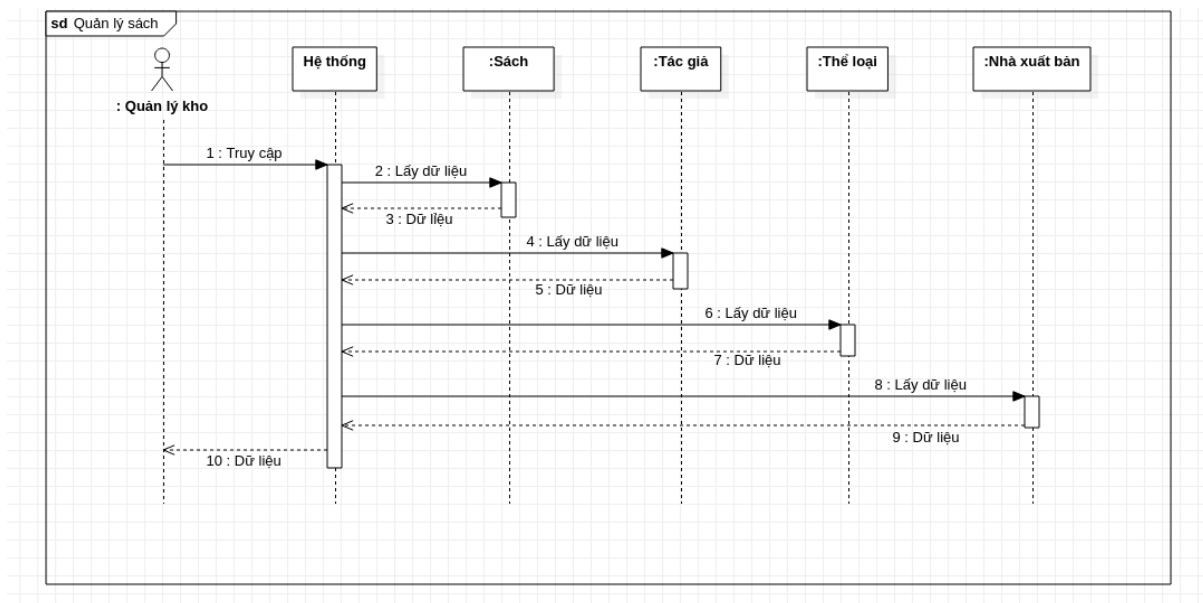 sd Quản lý sách
Hệ thống
:Sách
:Tác giả
:Thể loại
:Nhà xuất bản
: Quản lý kho
1 : Truy cập
2 : Lấy dữ liệu
3 : Dữ liệu
4 : Lấy dữ liệu
5 : Dữ liệu
6 : Lấy dữ liệu
7 : Dữ liệu
8 : Lấy dữ liệu
9 : Dữ liệu
10 : Dữ liệu